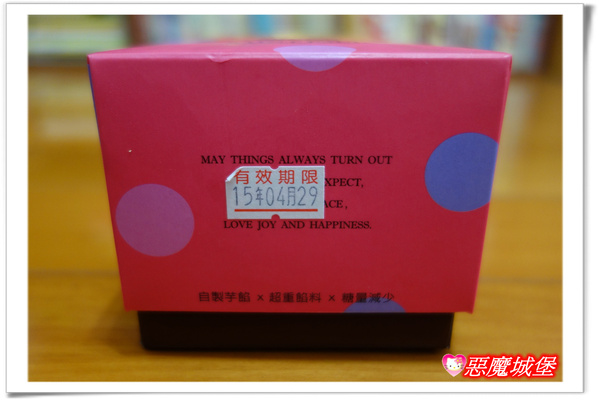 MAY THINGS ALWAYS TURN OUT
有效期限
XPECT,
15年04月29
ACE,
LOVE JOY AND HAPPINESS.
自製芋餡 × 超重餡料 × 糖量減少
惡魔城堡